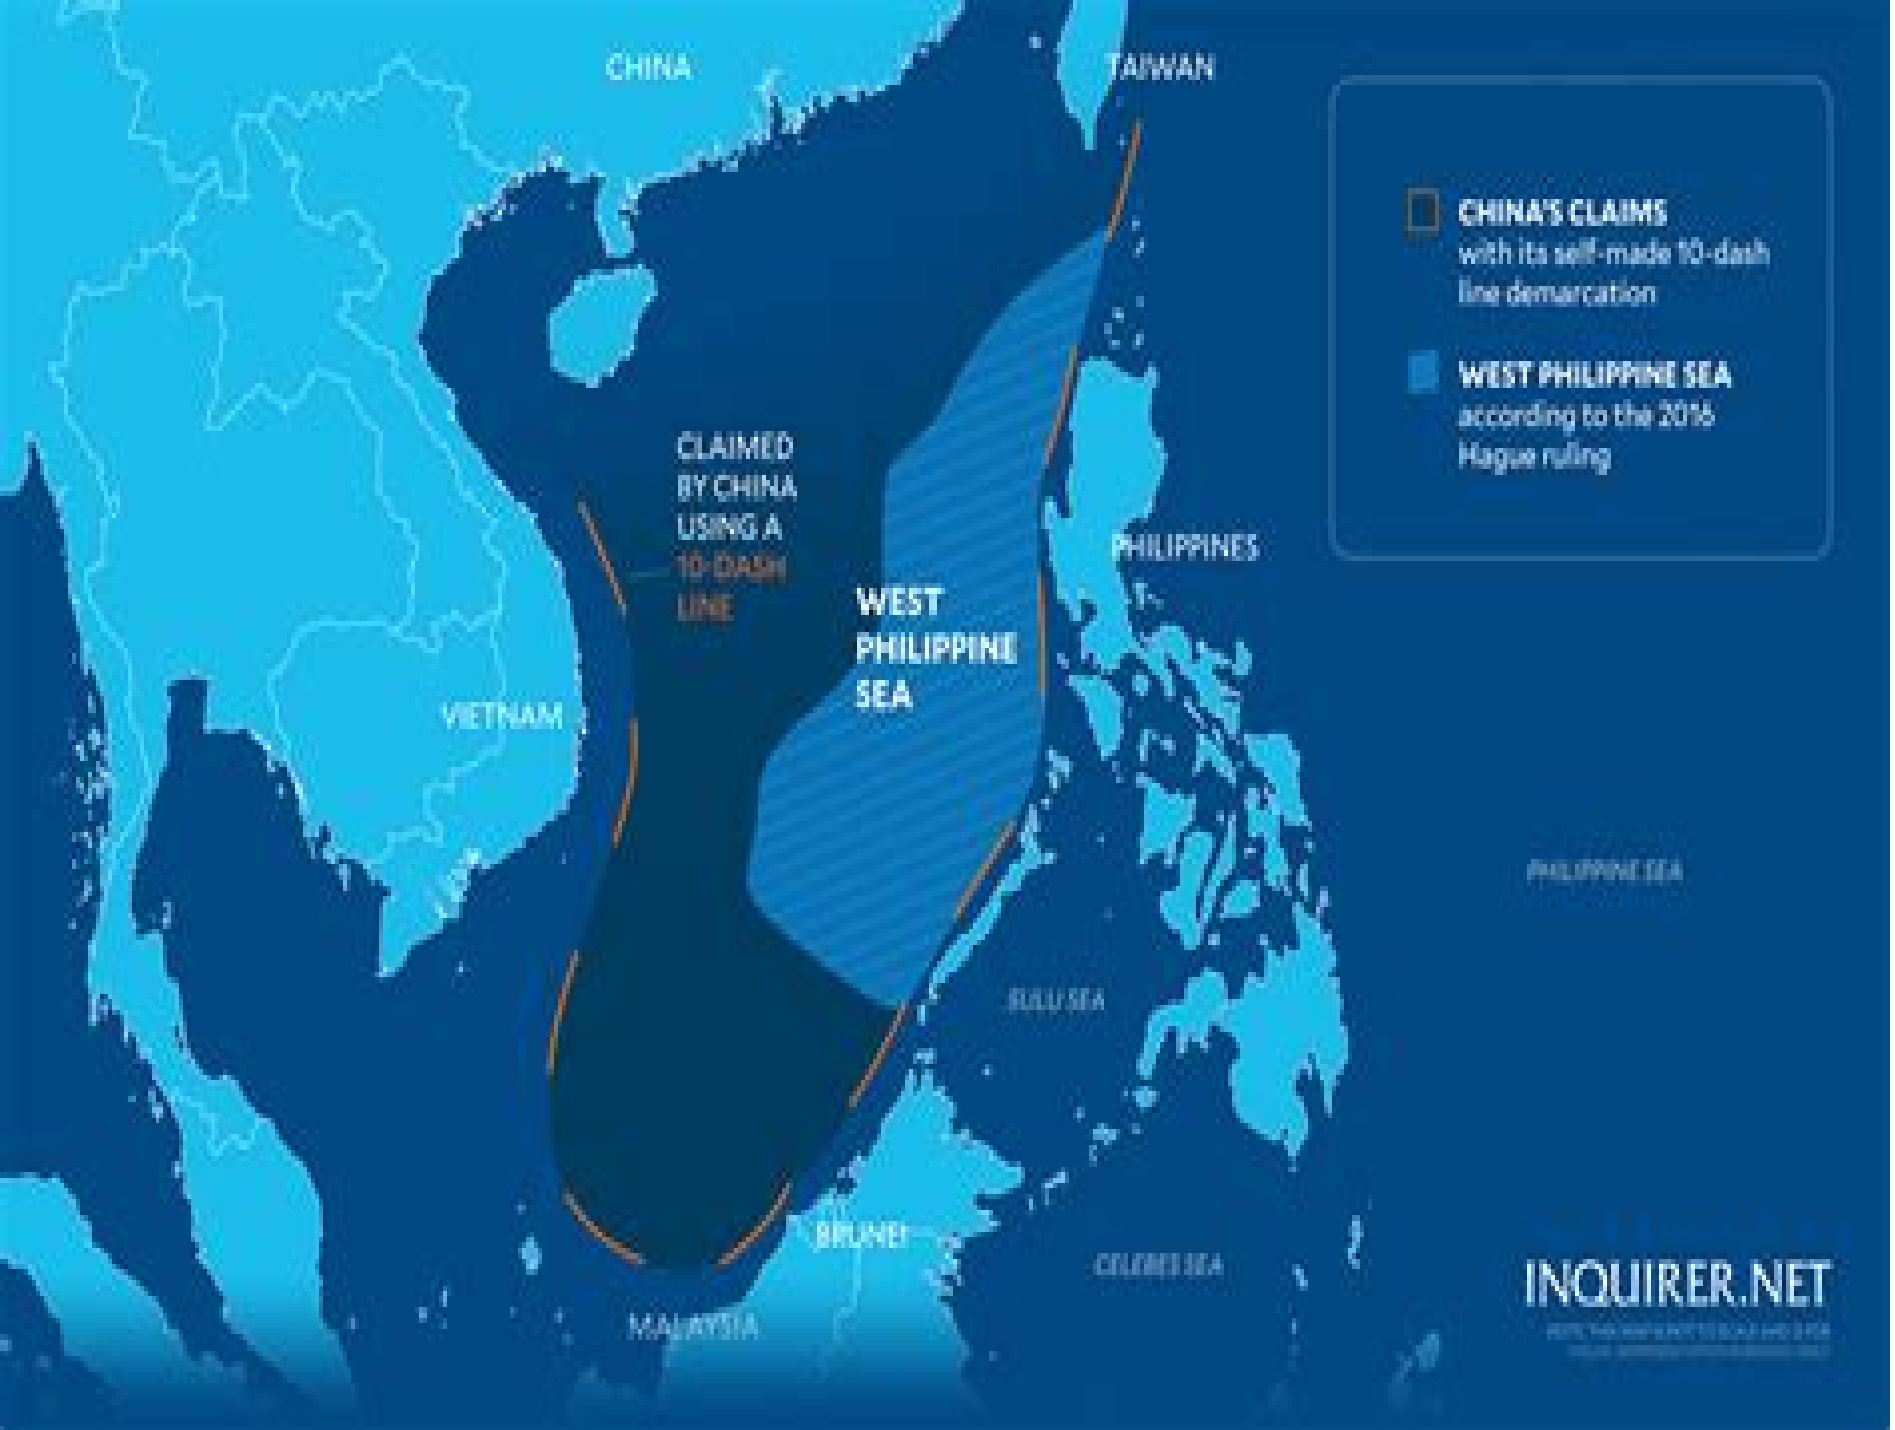 CHINA
TAIWAN
CHINA'S CLAIMS
with its self-made 10-dash
line demarcation
WEST PHILIPPINE SEA
according to the 2016
Hague ruling
CLAIMED
BY CHINA
USING A
10-DASH
LINE
PHILIPPINES
WEST
PHILIPPINE
SEA
VIETNAM
PHILIPPINE SEA
SULU SEA
BRUNEI
CELEBES SEA
MALAYSIA
INQUIRER.NET